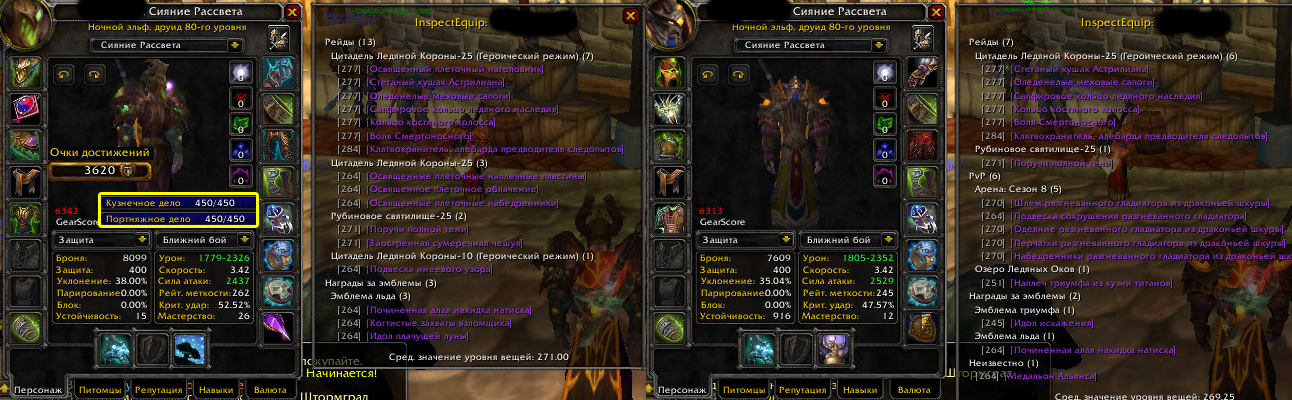 Сияние Рассвета
Ночной эльф, друид 80-го уровня
Сияние Рассвета
Очки достижений
3620
Кузнечное дело 450/450
Портняжное дело 450/450
6342
GearScore
0
0
0
0
0
Защита
Ближний бой
Броня: 8099
Защита: 400
Уклонение: 38.00%
Парирование: 0.00%
Блок: 0.00%
Устойчивость: 15
Урон: 1779-2326
Скорость: 3.42
Сила атаки: 2437
Рейт. меткости: 262
Крит. удар: 52.52%
Мастерство: 26
Персонаж
Питомцы
Репутация
Навыки
Валюта
InspectEquip:
Рейды (13)
Цитадель Ледяной Короны-25 (Героический режим) (7)
[277] [Освященный плеточный наголовник]
[277] [Стеганый кушак Астрилиана]
[277] [Оледенелые меховые сапоги]
[277] [Сапфировое кольцо ледяного наследия]
[277] [Кольцо костяного колосса]
[277] [Воля Смертоносного]
[284] [Клятвохранитель, алебарда предводителя следопытов]
Цитадель Ледяной Короны-25 (3)
[264] [Освященные плеточные наплечные пластины]
[264] [Освященное плеточное облачение]
[264] [Освященные плеточные набедренники]
Рубиновое святилище-25 (2)
[271] [Поручи полной тени]
[271] [Заостренная сумеречная чешуя]
Цитадель Ледяной Короны-10 (Героический режим) (1)
[264] [Подвеска инеевого узора]
Награды за эмблемы (3)
Эмблема льда (3)
[264] [Починенная алая накидка натиска]
[264] [Когтистые захваты взломщика]
[264] [Идол плачущей луны]
Сред. значение уровня вещей: 271.00
покупайте.
Начинается!
Штормград
Сияние Рассвета
Ночной эльф, друид 80-го уровня
Сияние Рассвета
6313
GearScore
0
0
0
0
0
Защита
Ближний бой
Броня: 7609
Защита: 400
Уклонение: 35.04%
Парирование: 0.00%
Блок: 0.00%
Устойчивость: 916
Урон: 1805-2352
Скорость: 3.42
Сила атаки: 2529
Рейт. меткости: 245
Крит. удар: 47.57%
Мастерство: 12
Персонаж
Питомцы
Репутация
Навыки
Валюта
InspectEquip:
Рейды (7)
Цитадель Ледяной Короны-25 (Героический режим) (6)
[277] [Стеганый кушак Астрилиана]
[277] [Оледенелые меховые сапоги]
[277] [Сапфировое кольцо ледяного наследия]
[277] [Кольцо костяного колосса]
[277] [Воля Смертоносного]
[284] [Клятвохранитель, алебарда предводителя следопытов]
Рубиновое святилище-25 (1)
[271] [Поручи полной тени]
PvP (6)
Арена: Сезон 8 (5)
[270] [Шлем разгневанного гладиатора из драконьей шкуры]
[264] [Подвеска сокрушения разгневанного гладиатора]
[270] [Одеяние разгневанного гладиатора из драконьей шкуры]
[270] [Перчатки разгневанного гладиатора из драконьей шкуры]
[270] [Набедренники разгневанного гладиатора из драконьей шк
Озеро Ледяных Оков (1)
[251] [Наплеч триумфа из кузни титанов]
Награды за эмблемы (2)
Эмблема триумфа (1)
[245] [Идол искажения]
Эмблема льда (1)
[264] [Починенная алая накидка натиска]
Неизвестно (1)
[264] [Медальон Альянса]
Сред. значение уровня вещей: 269.25